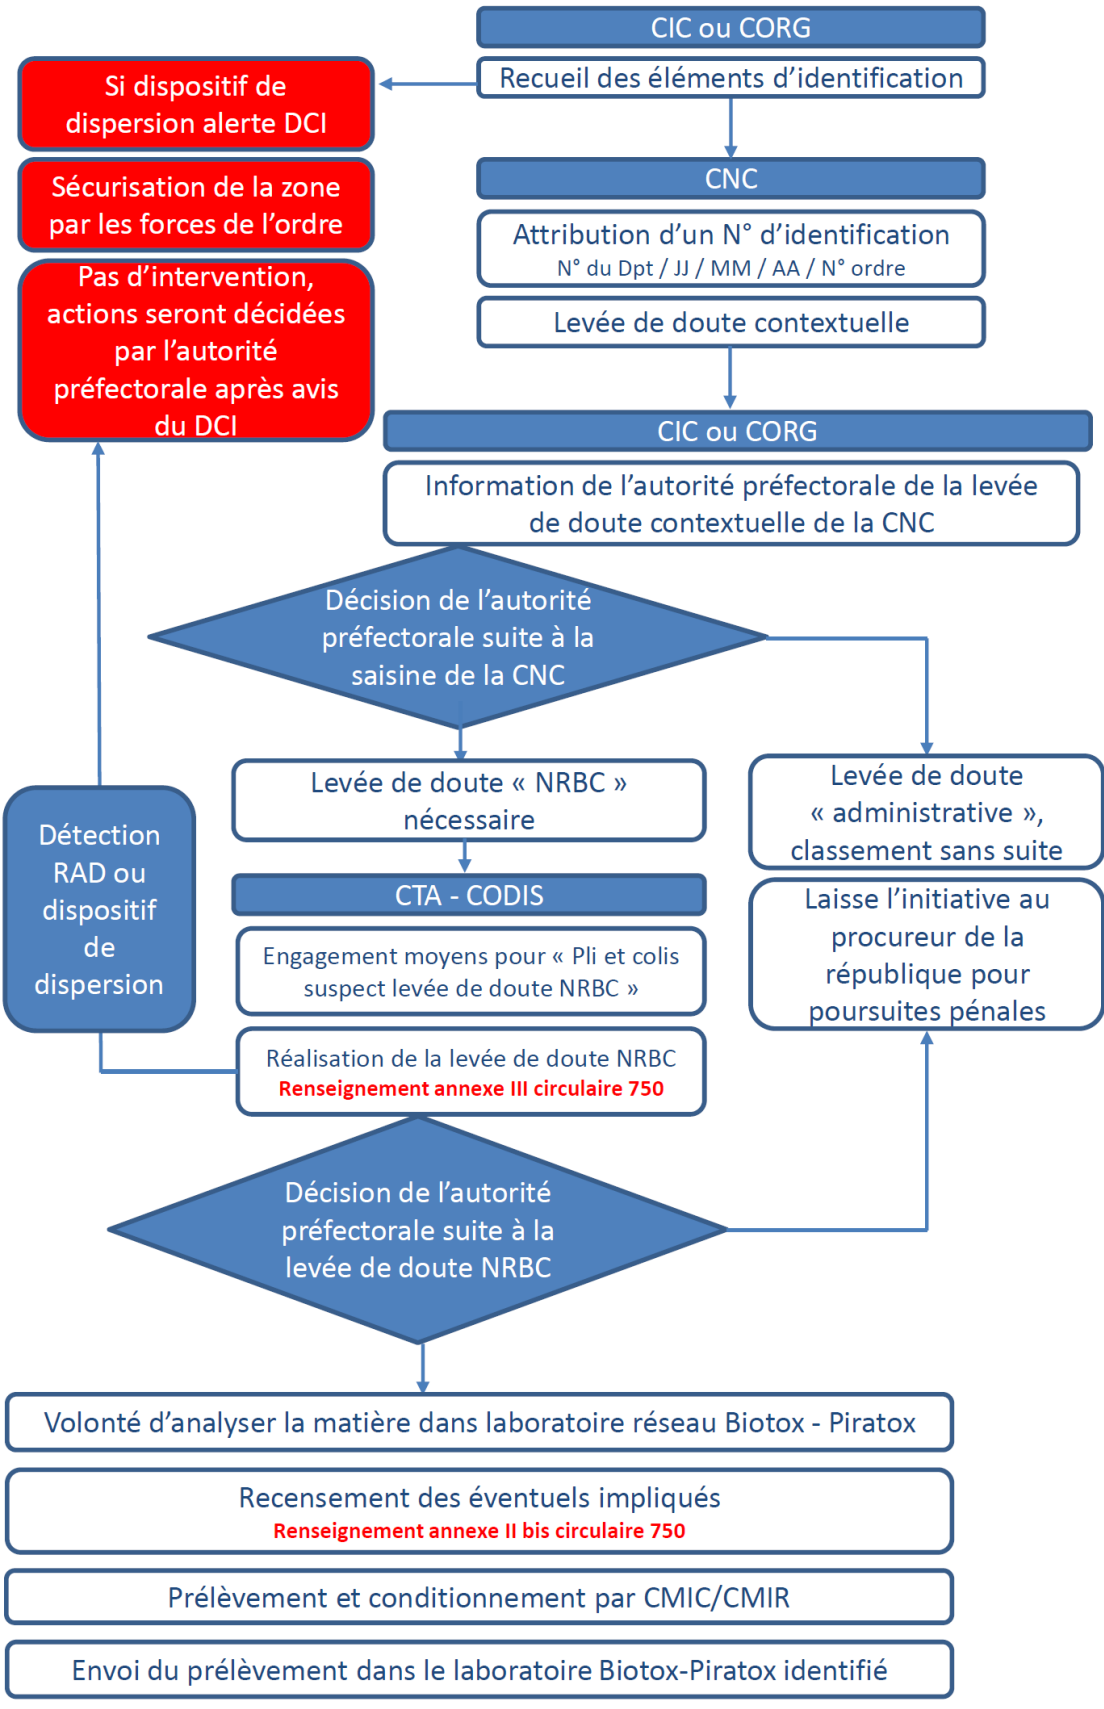 CIC ou CORG
Recueil des éléments d'identification
Si dispositif de
dispersion alerte DCI
Sécurisation de la zone
par les forces de l'ordre
Pas d'intervention,
actions seront décidées
par l'autorité
préfectorale après avis
du DCI
CNC
Attribution d'un N° d'identification
N° du Dpt / JJ / MM / AA / N° ordre
Levée de doute contextuelle
CIC ou CORG
Information de l'autorité préfectorale de la levée
de doute contextuelle de la CNC
Décision de l'autorité
préfectorale suite à la
saisine de la CNC
Levée de doute « NRBC »
nécessaire
Levée de doute
« administrative »,
classement sans suite
Laisse l'initiative au
procureur de la
république pour
poursuites pénales
Détection
RAD ou
dispositif
de
dispersion
CTA - CODIS
Engagement moyens pour « Pli et colis
suspect levée de doute NRBC »
Réalisation de la levée de doute NRBC
Renseignement annexe III circulaire 750
Décision de l'autorité
préfectorale suite à la
levée de doute NRBC
Volonté d'analyser la matière dans laboratoire réseau Biotox - Piratox
Recensement des éventuels impliqués
Renseignement annexe II bis circulaire 750
Prélèvement et conditionnement par CMIC/CMIR
Envoi du prélèvement dans le laboratoire Biotox-Piratox identifié